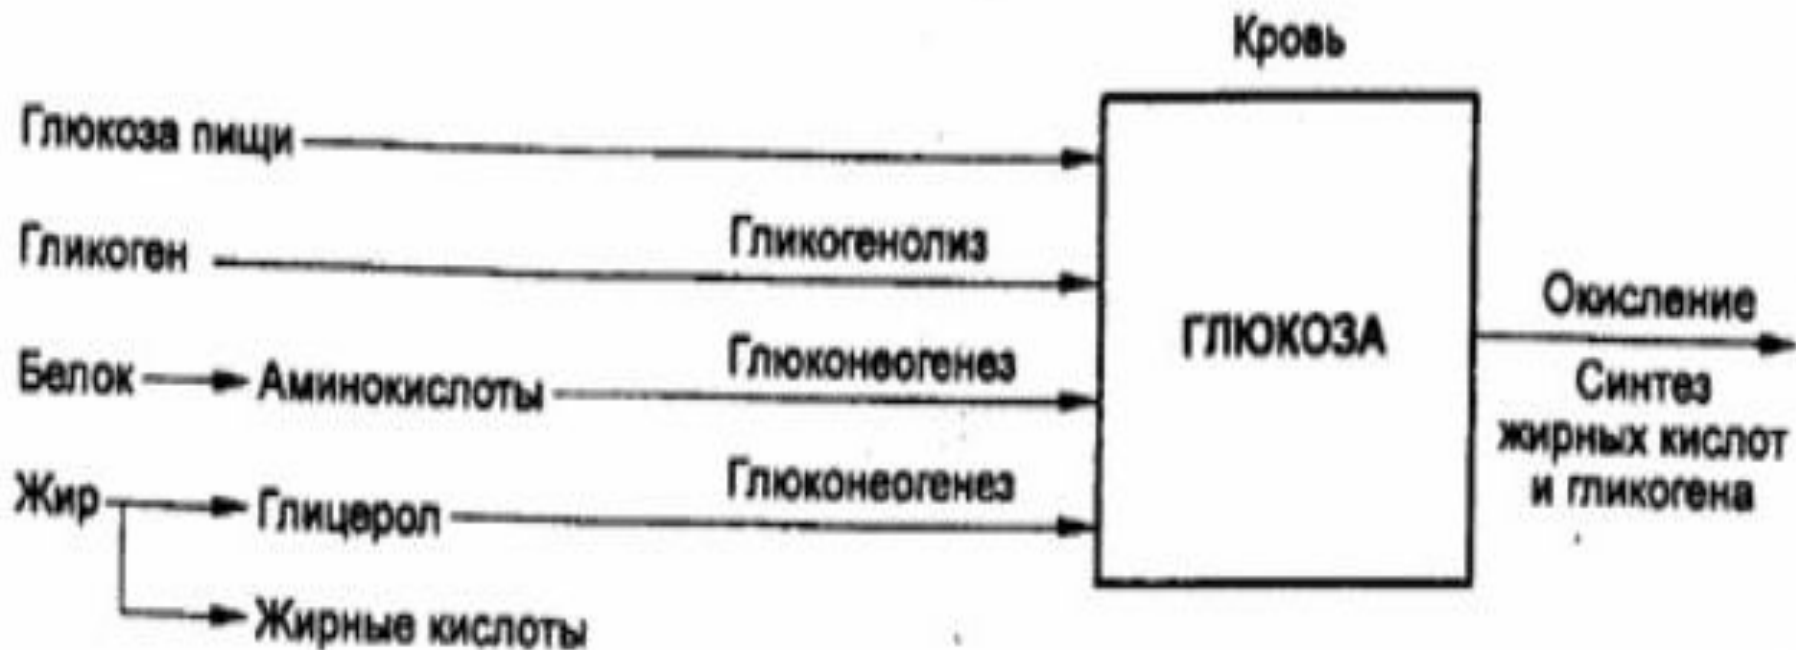 Кровь
Глюкоза пищи
Гликоген
Гликогенолиз
Белок
Аминокислоты
Глюконеогенез
Жир
Глицерол
Глюконеогенез
Жирные кислоты
ГЛЮКОЗА
Окисление
Синтез
жирных кислот
и гликогена